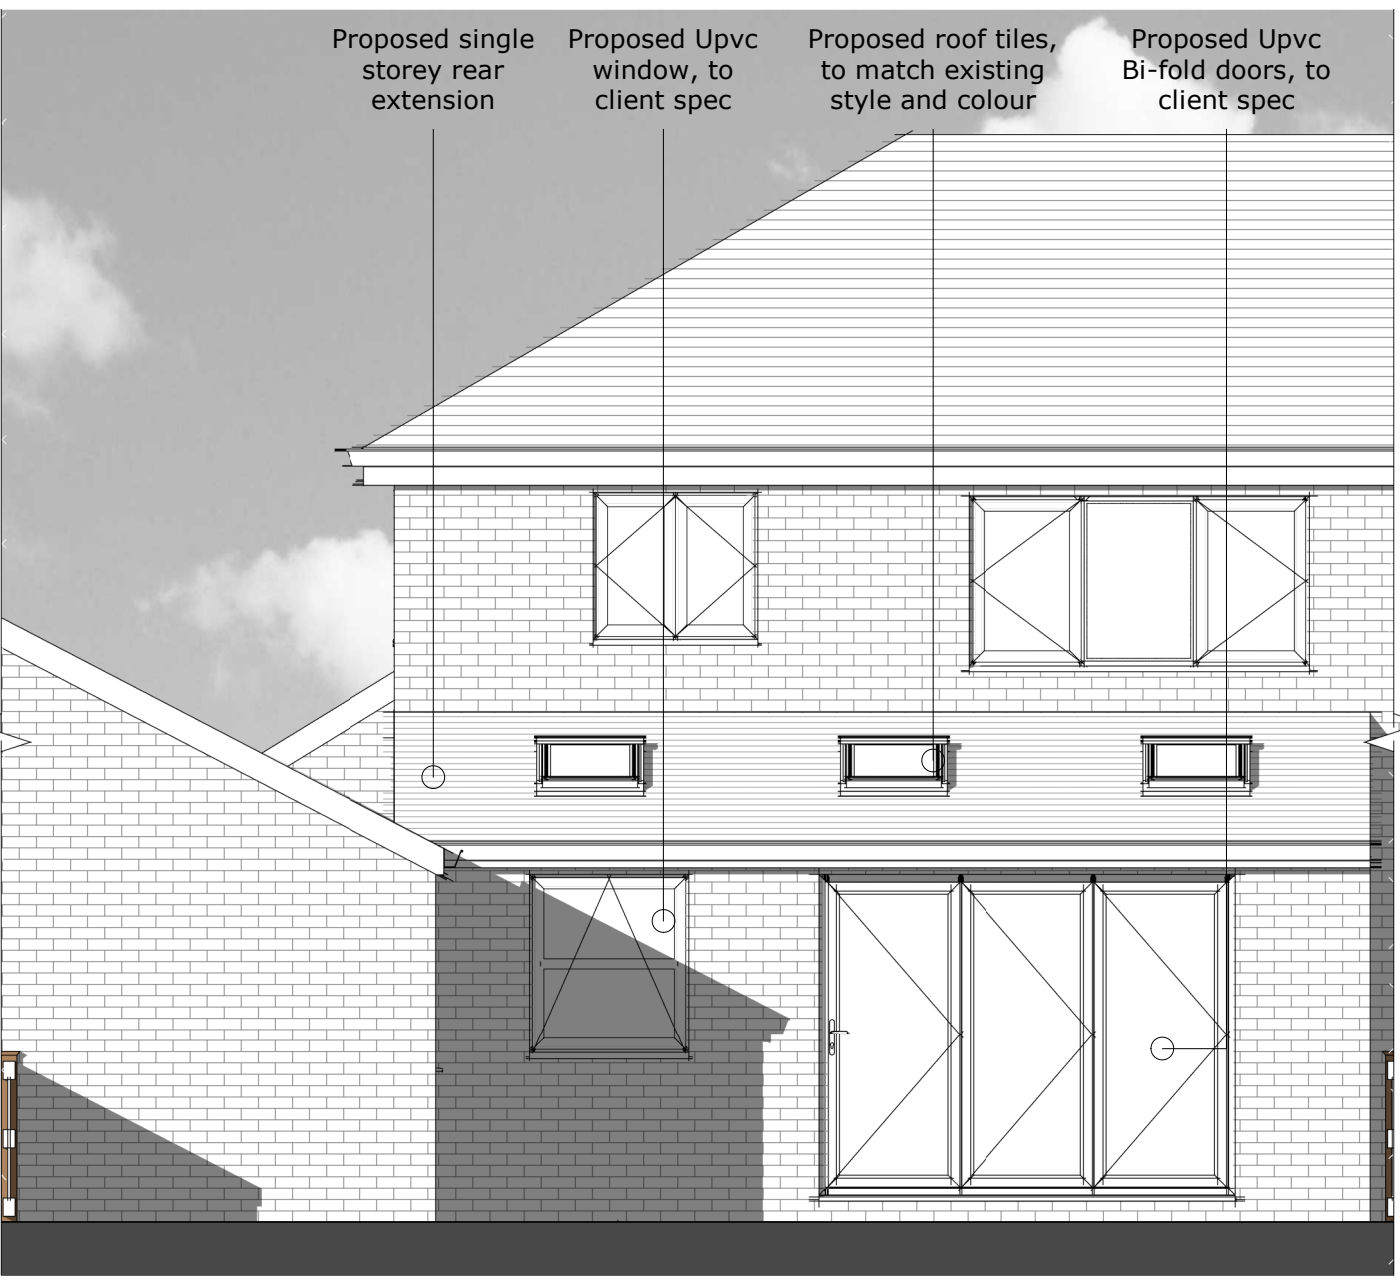 Proposed single
storey rear
extension
Proposed Upvc
window, to
client spec
Proposed roof tiles,
to match existing
style and colour
Proposed Upvc
Bi-fold doors, to
client spec